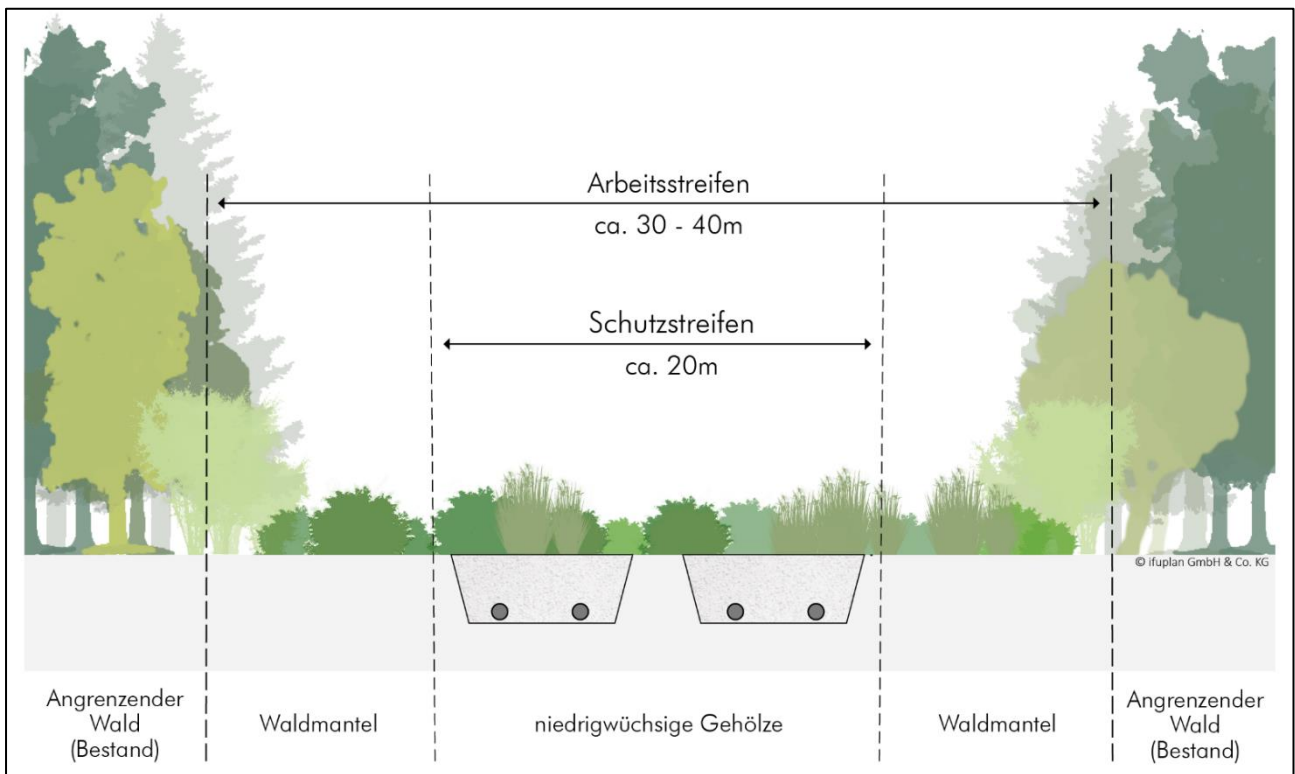 Arbeitsstreifen
ca. 30 - 40m
Schutzstreifen
ca. 20m
© ifuplan GmbH & Co. KG
Angrenzender
Wald
(Bestand)
Waldmantel
niedrigwüchsige Gehölze
Waldmantel
Angrenzender
Wald
(Bestand)